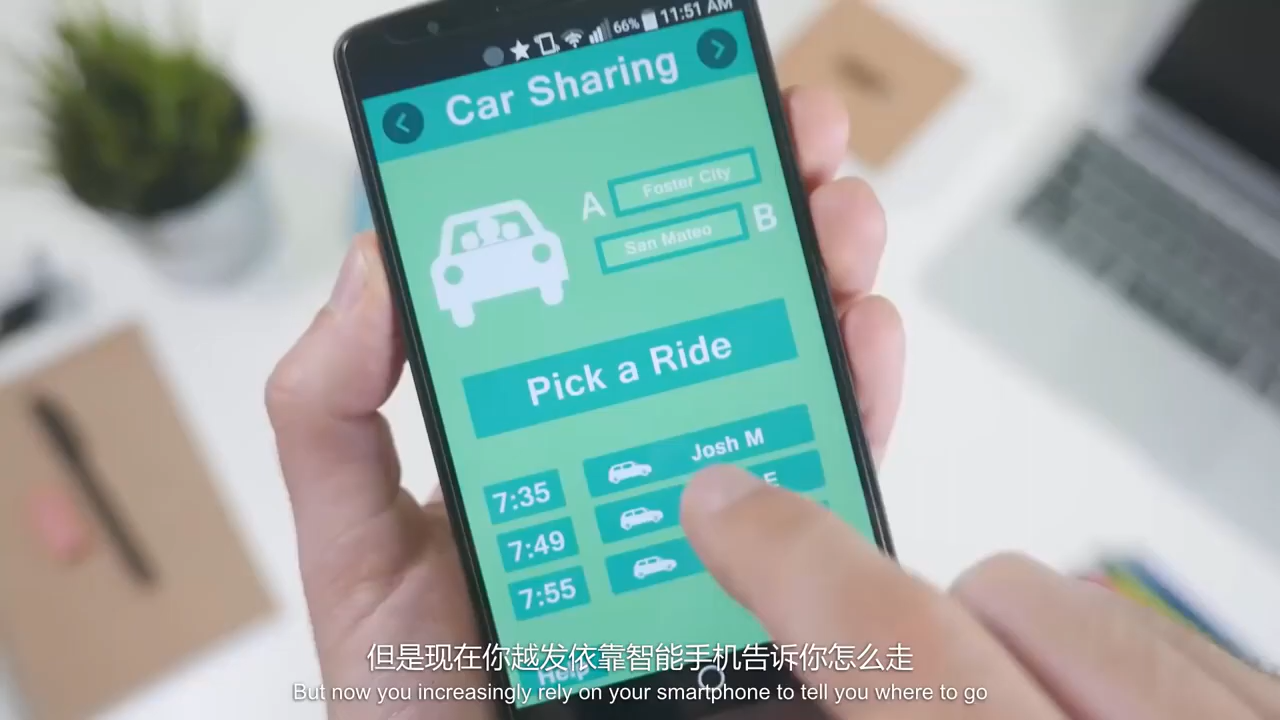 66% 11:51 AM
Car Sharing
A Foster City
San Mateo B
Pick a Ride
7:35 Josh M
7:49 E
7:55
Help
但是现在你越发依靠智能手机告诉你怎么走
But now you increasingly rely on your smartphone to tell you where to go